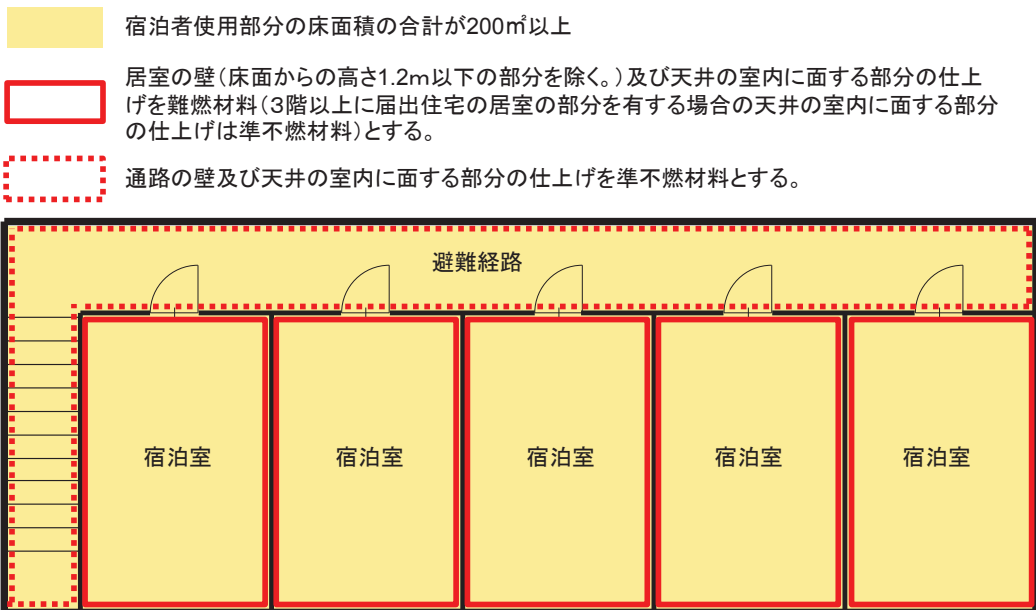 宿泊者使用部分の床面積の合計が200㎡以上
居室の壁（床面からの高さ1.2m以下の部分を除く。）及び天井の室内に面する部分の仕上
げを難燃材料（3階以上に届出住宅の居室の部分を有する場合の天井の室内に面する部分
の仕上げは準不燃材料）とする。
通路の壁及び天井の室内に面する部分の仕上げを準不燃材料とする。
避難経路
宿泊室
宿泊室
宿泊室
宿泊室
宿泊室